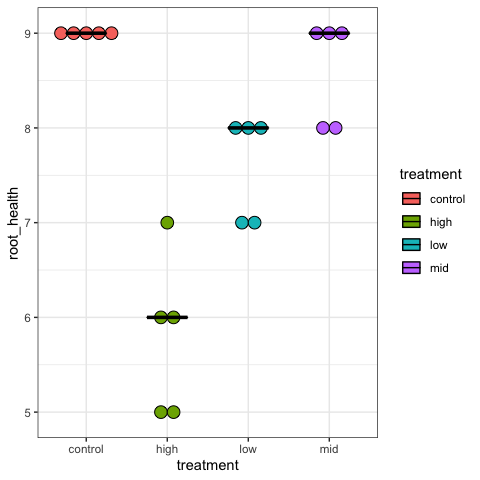 9
8
7
6
5
root_health
control high low mid
treatment
treatment
control
high
low
mid